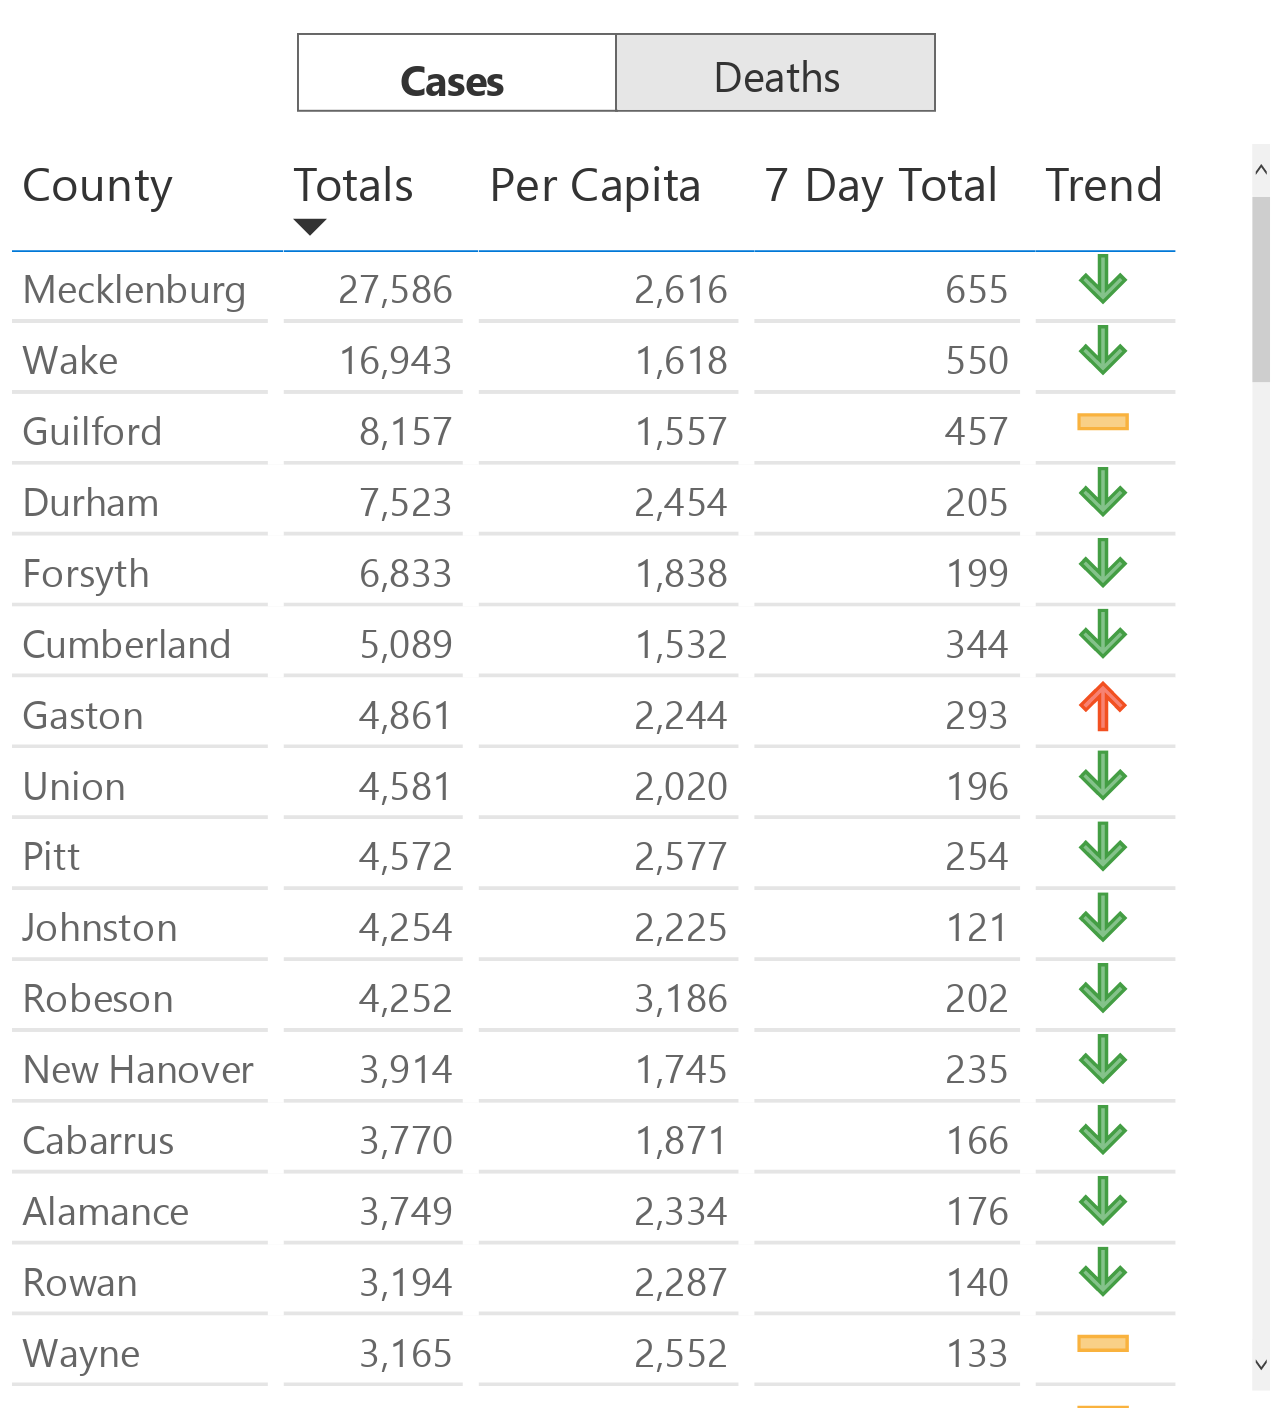 Cases Deaths
County Totals Per Capita 7 Day Total Trend
Mecklenburg 27,586 2,616 655
Wake 16,943 1,618 550
Guilford 8,157 1,557 457
Durham 7,523 2,454 205
Forsyth 6,833 1,838 199
Cumberland 5,089 1,532 344
Gaston 4,861 2,244 293
Union 4,581 2,020 196
Pitt 4,572 2,577 254
Johnston 4,254 2,225 121
Robeson 4,252 3,186 202
New Hanover 3,914 1,745 235
Cabarrus 3,770 1,871 166
Alamance 3,749 2,334 176
Rowan 3,194 2,287 140
Wayne 3,165 2,552 133